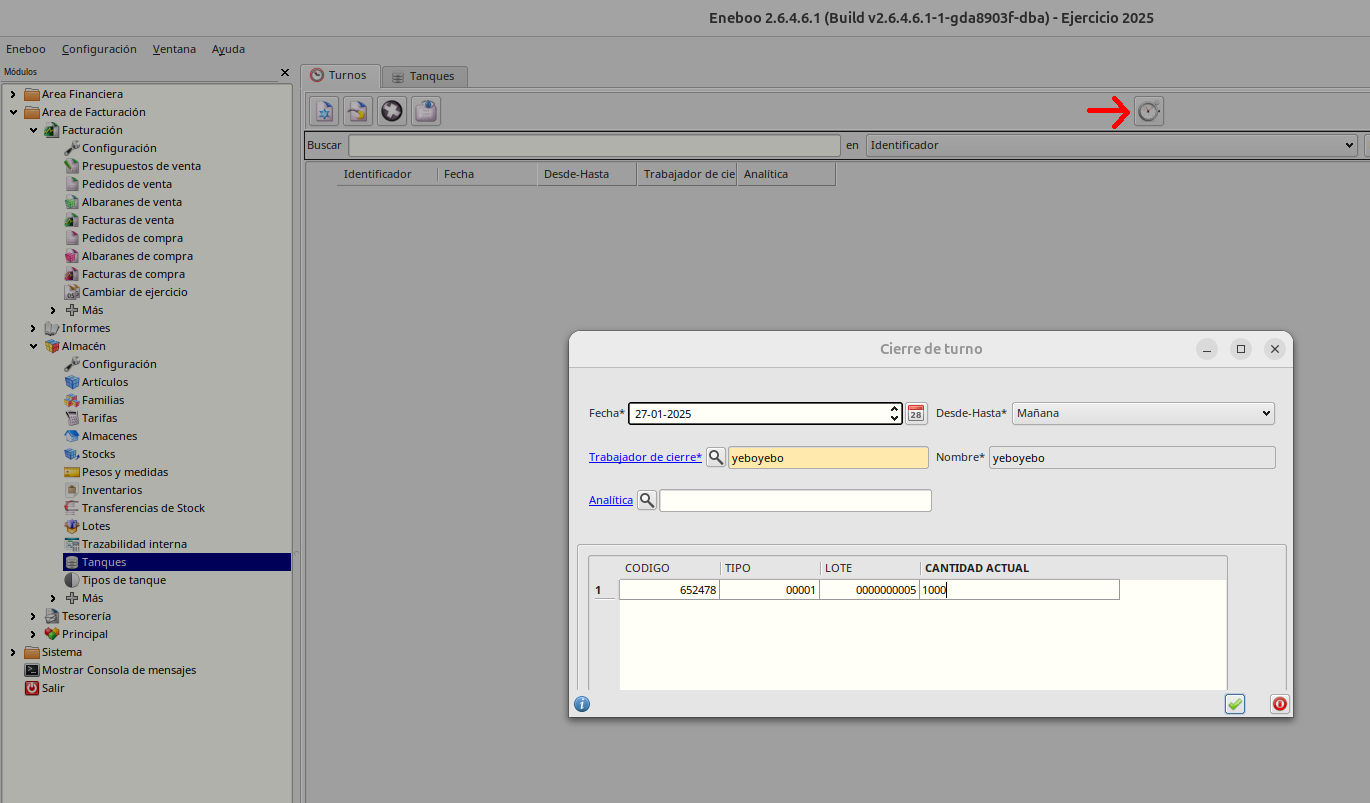 Eneboo 2.6.4.6.1 (Build v2.6.4.6.1-1-gda8903f-dba) - Ejercicio 2025
Eneboo Configuración Ventana Ayuda
Módulos
Area Financiera
Area de Facturación
Facturación
Configuración
Presupuestos de venta
Pedidos de venta
Albaranes de venta
Facturas de venta
Pedidos de compra
Albaranes de compra
Facturas de compra
Cambiar de ejercicio
Más
Informes
Almacén
Configuración
Artículos
Familias
Tarifas
Almacenes
Stocks
Pesos y medidas
Inventarios
Transferencias de Stock
Lotes
Trazabilidad interna
Tanques
Tipos de tanque
Más
Tesorería
Principal
Sistema
Mostrar Consola de mensajes
Salir
Turnos Tanques
Buscar en Identificador
Identificador Fecha Desde-Hasta Trabajador de cie Analítica
Cierre de turno
Fecha* 27-01-2025 28 Desde-Hasta* Mañana
Trabajador de cierre* yeboyebo Nombre* yeboyebo
Analítica
CODIGO TIPO LOTE CANTIDAD ACTUAL
1 652478 00001 0000000005 1000